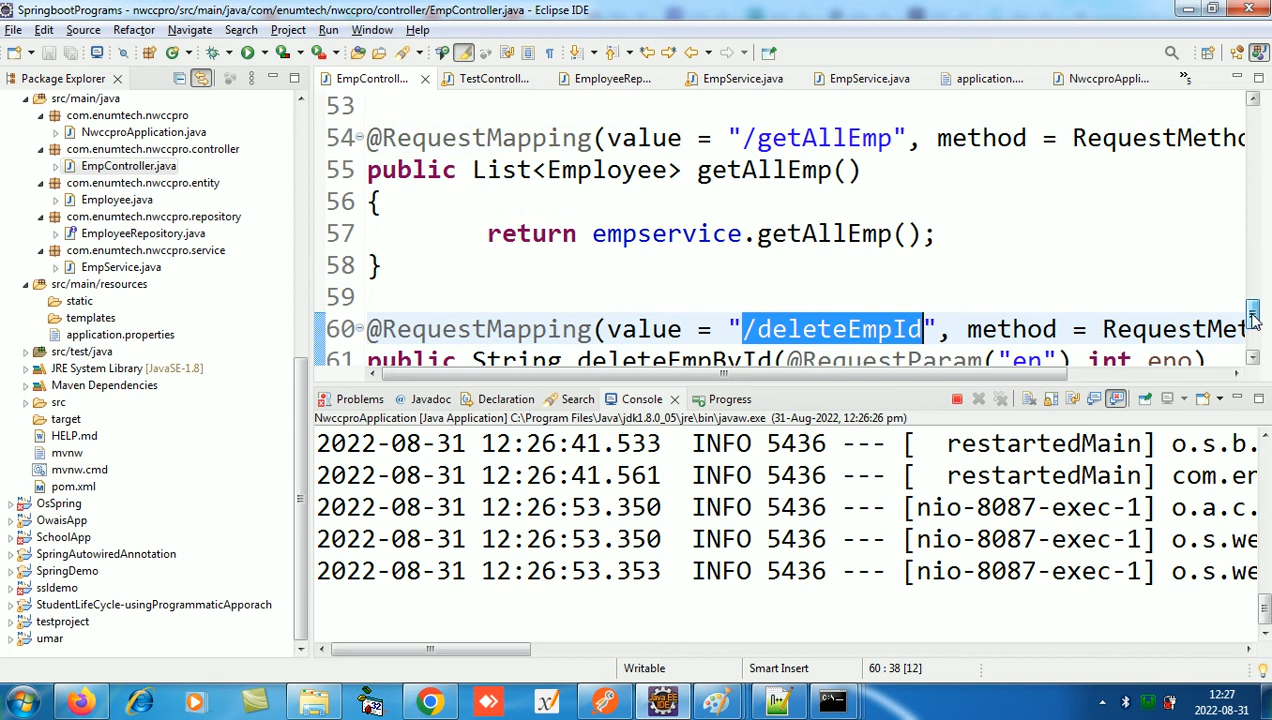 SpringbootPrograms - nwccpro/src/main/java/com/enumtech/nwccpro/controller/EmpController.java - Eclipse IDE
File Edit Source Refactor Navigate Search Project Run Window Help
Package Explorer
src/main/java
com.enumtech.nwccpro
NwccproApplication.java
com.enumtech.nwccpro.controller
EmpController.java
com.enumtech.nwccpro.entity
Employee.java
com.enumtech.nwccpro.repository
EmployeeRepository.java
com.enumtech.nwccpro.service
EmpService.java
src/main/resources
static
templates
application.properties
src/test/java
JRE System Library [JavaSE-1.8]
Maven Dependencies
src
target
HELP.md
mvnw
mvnw.cmd
pom.xml
OsSpring
OwaisApp
SchoolApp
SpringAutowiredAnnotation
SpringDemo
ssldemo
StudentLifeCycle-usingProgrammaticApporach
testproject
umar
EmpControll... TestControll... EmployeeRep... EmpService.java EmpService.java application.... NwccproAppli... 5
53
54 @RequestMapping(value = "/getAllEmp", method = RequestMetho
55 public List<Employee> getAllEmp()
56 {
57 return empservice.getAllEmp();
58 }
59
60 @RequestMapping(value = "/deleteEmpId", method = RequestMet
61 public String deleteEmpById(@RequestParam("en") int eno)
Problems Javadoc Declaration Search Console Progress
NwccproApplication [Java Application] C:\Program Files\Java\jdk1.8.0_05\jre\bin\javaw.exe (31-Aug-2022, 12:26:26 pm)
2022-08-31 12:26:41.533 INFO 5436 --- [ restartedMain] o.s.b.
2022-08-31 12:26:41.561 INFO 5436 --- [ restartedMain] com.en
2022-08-31 12:26:53.350 INFO 5436 --- [nio-8087-exec-1] o.a.c.
2022-08-31 12:26:53.350 INFO 5436 --- [nio-8087-exec-1] o.s.we
2022-08-31 12:26:53.353 INFO 5436 --- [nio-8087-exec-1] o.s.we
Writable Smart Insert 60 : 38 [12]
12:27
2022-08-31